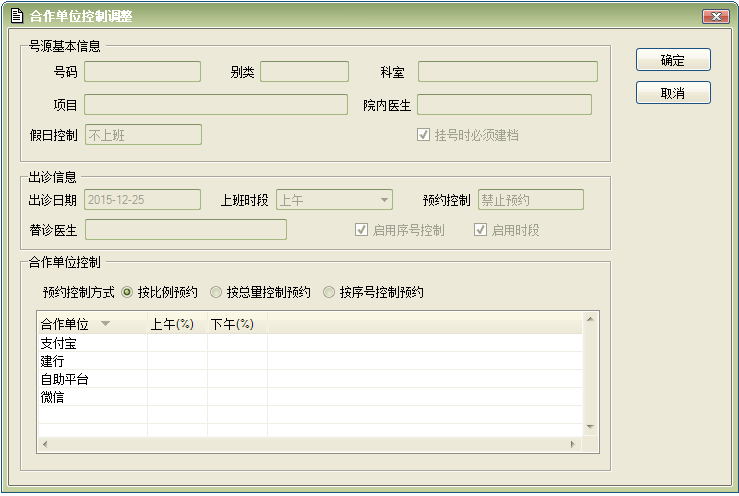 合作单位控制调整
号源基本信息
号码 别类 科室
项目 院内医生
假日控制 不上班 挂号时必须建档
确定
取消
出诊信息
出诊日期 2015-12-25 上班时段 上午 预约控制 禁止预约
替诊医生 启用序号控制 启用时段
合作单位控制
预约控制方式 按比例预约 按总量控制预约 按序号控制预约
合作单位 上午(%) 下午(%)
支付宝
建行
自助平台
微信